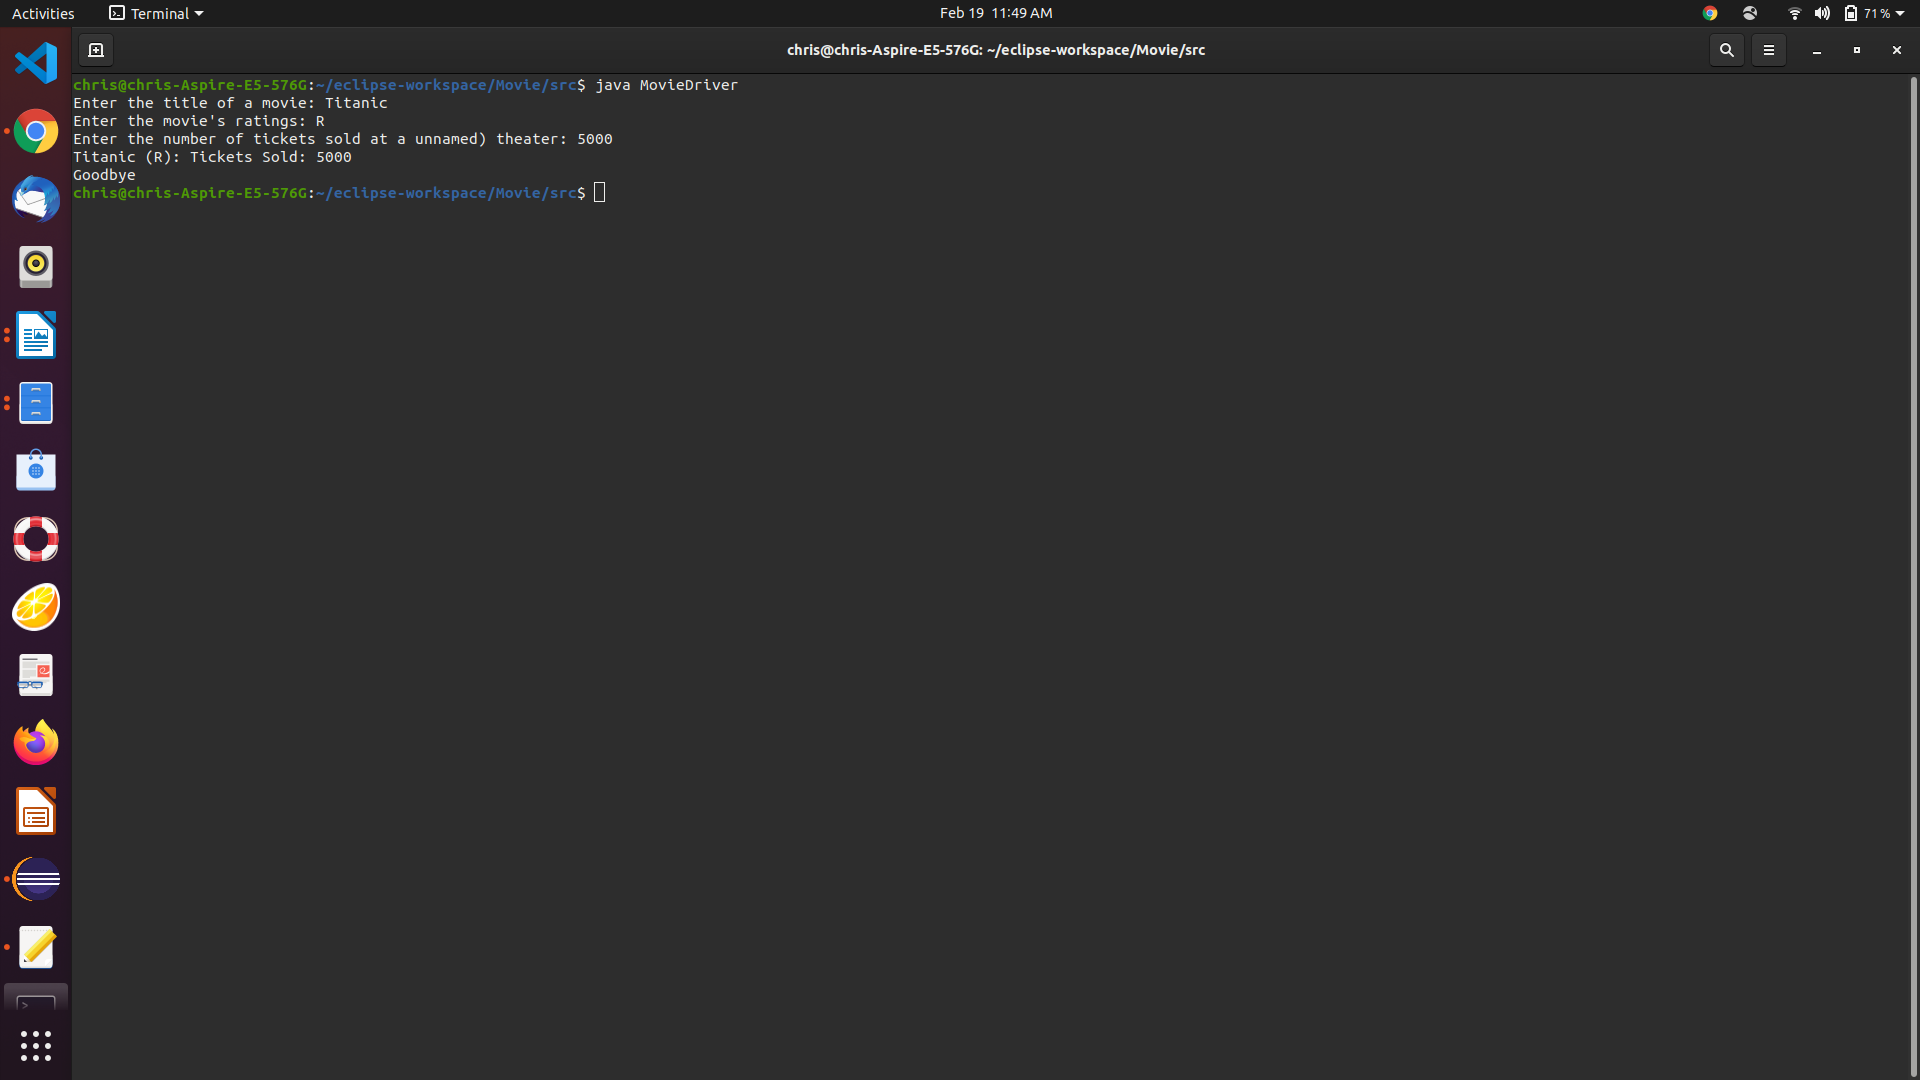 Activities
Terminal
Feb 19 11:49 AM
71 %
chris@chris-Aspire-E5-576G: ~/eclipse-workspace/Movie/src
chris@chris-Aspire-E5-576G:~/eclipse-workspace/Movie/src$ java MovieDriver
Enter the title of a movie: Titanic
Enter the movie's ratings: R
Enter the number of tickets sold at a unnamed) theater: 5000
Titanic (R): Tickets Sold: 5000
Goodbye
chris@chris-Aspire-E5-576G:~/eclipse-workspace/Movie/src$